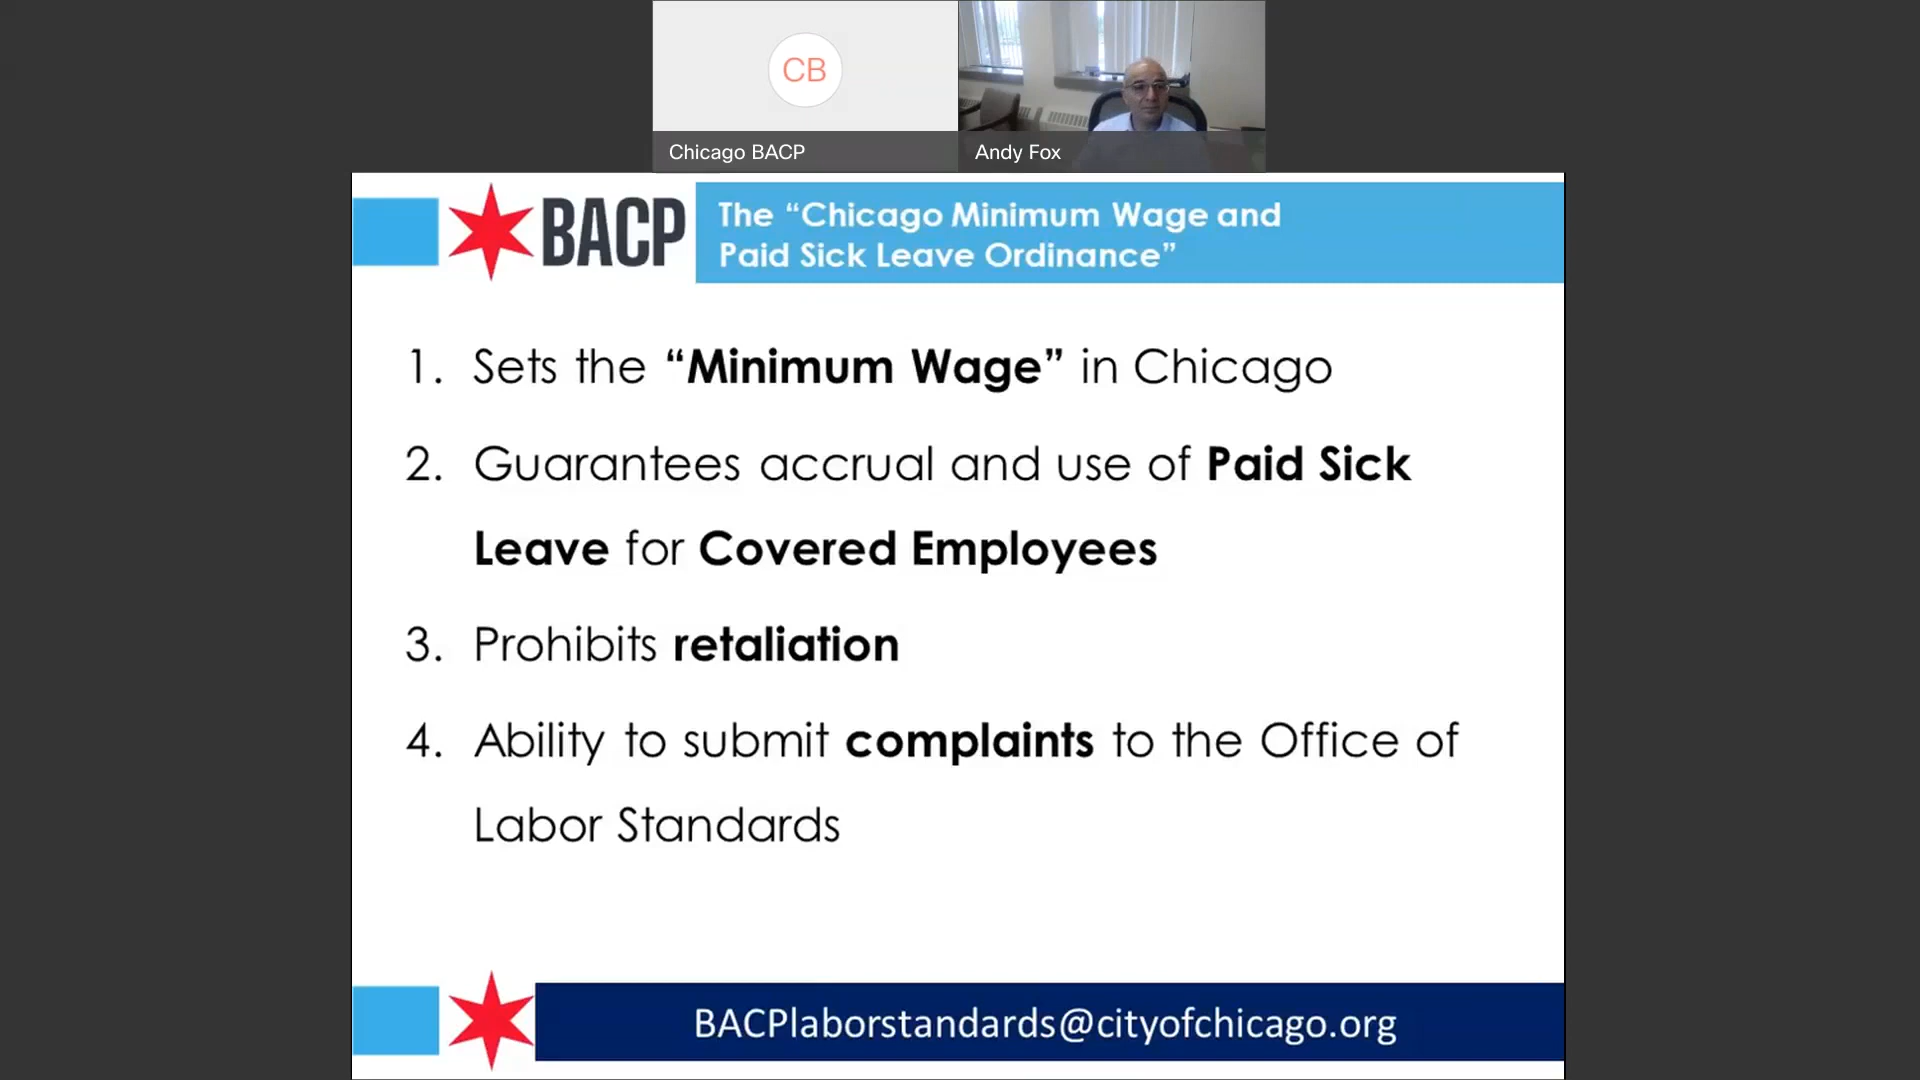 CB
Chicago BACP
Andy Fox
BACP
The “Chicago Minimum Wage and
Paid Sick Leave Ordinance”
1. Sets the “Minimum Wage” in Chicago
2. Guarantees accrual and use of Paid Sick
Leave for Covered Employees
3. Prohibits retaliation
4. Ability to submit complaints to the Office of
Labor Standards
BACPlaborstandards@cityofchicago.org